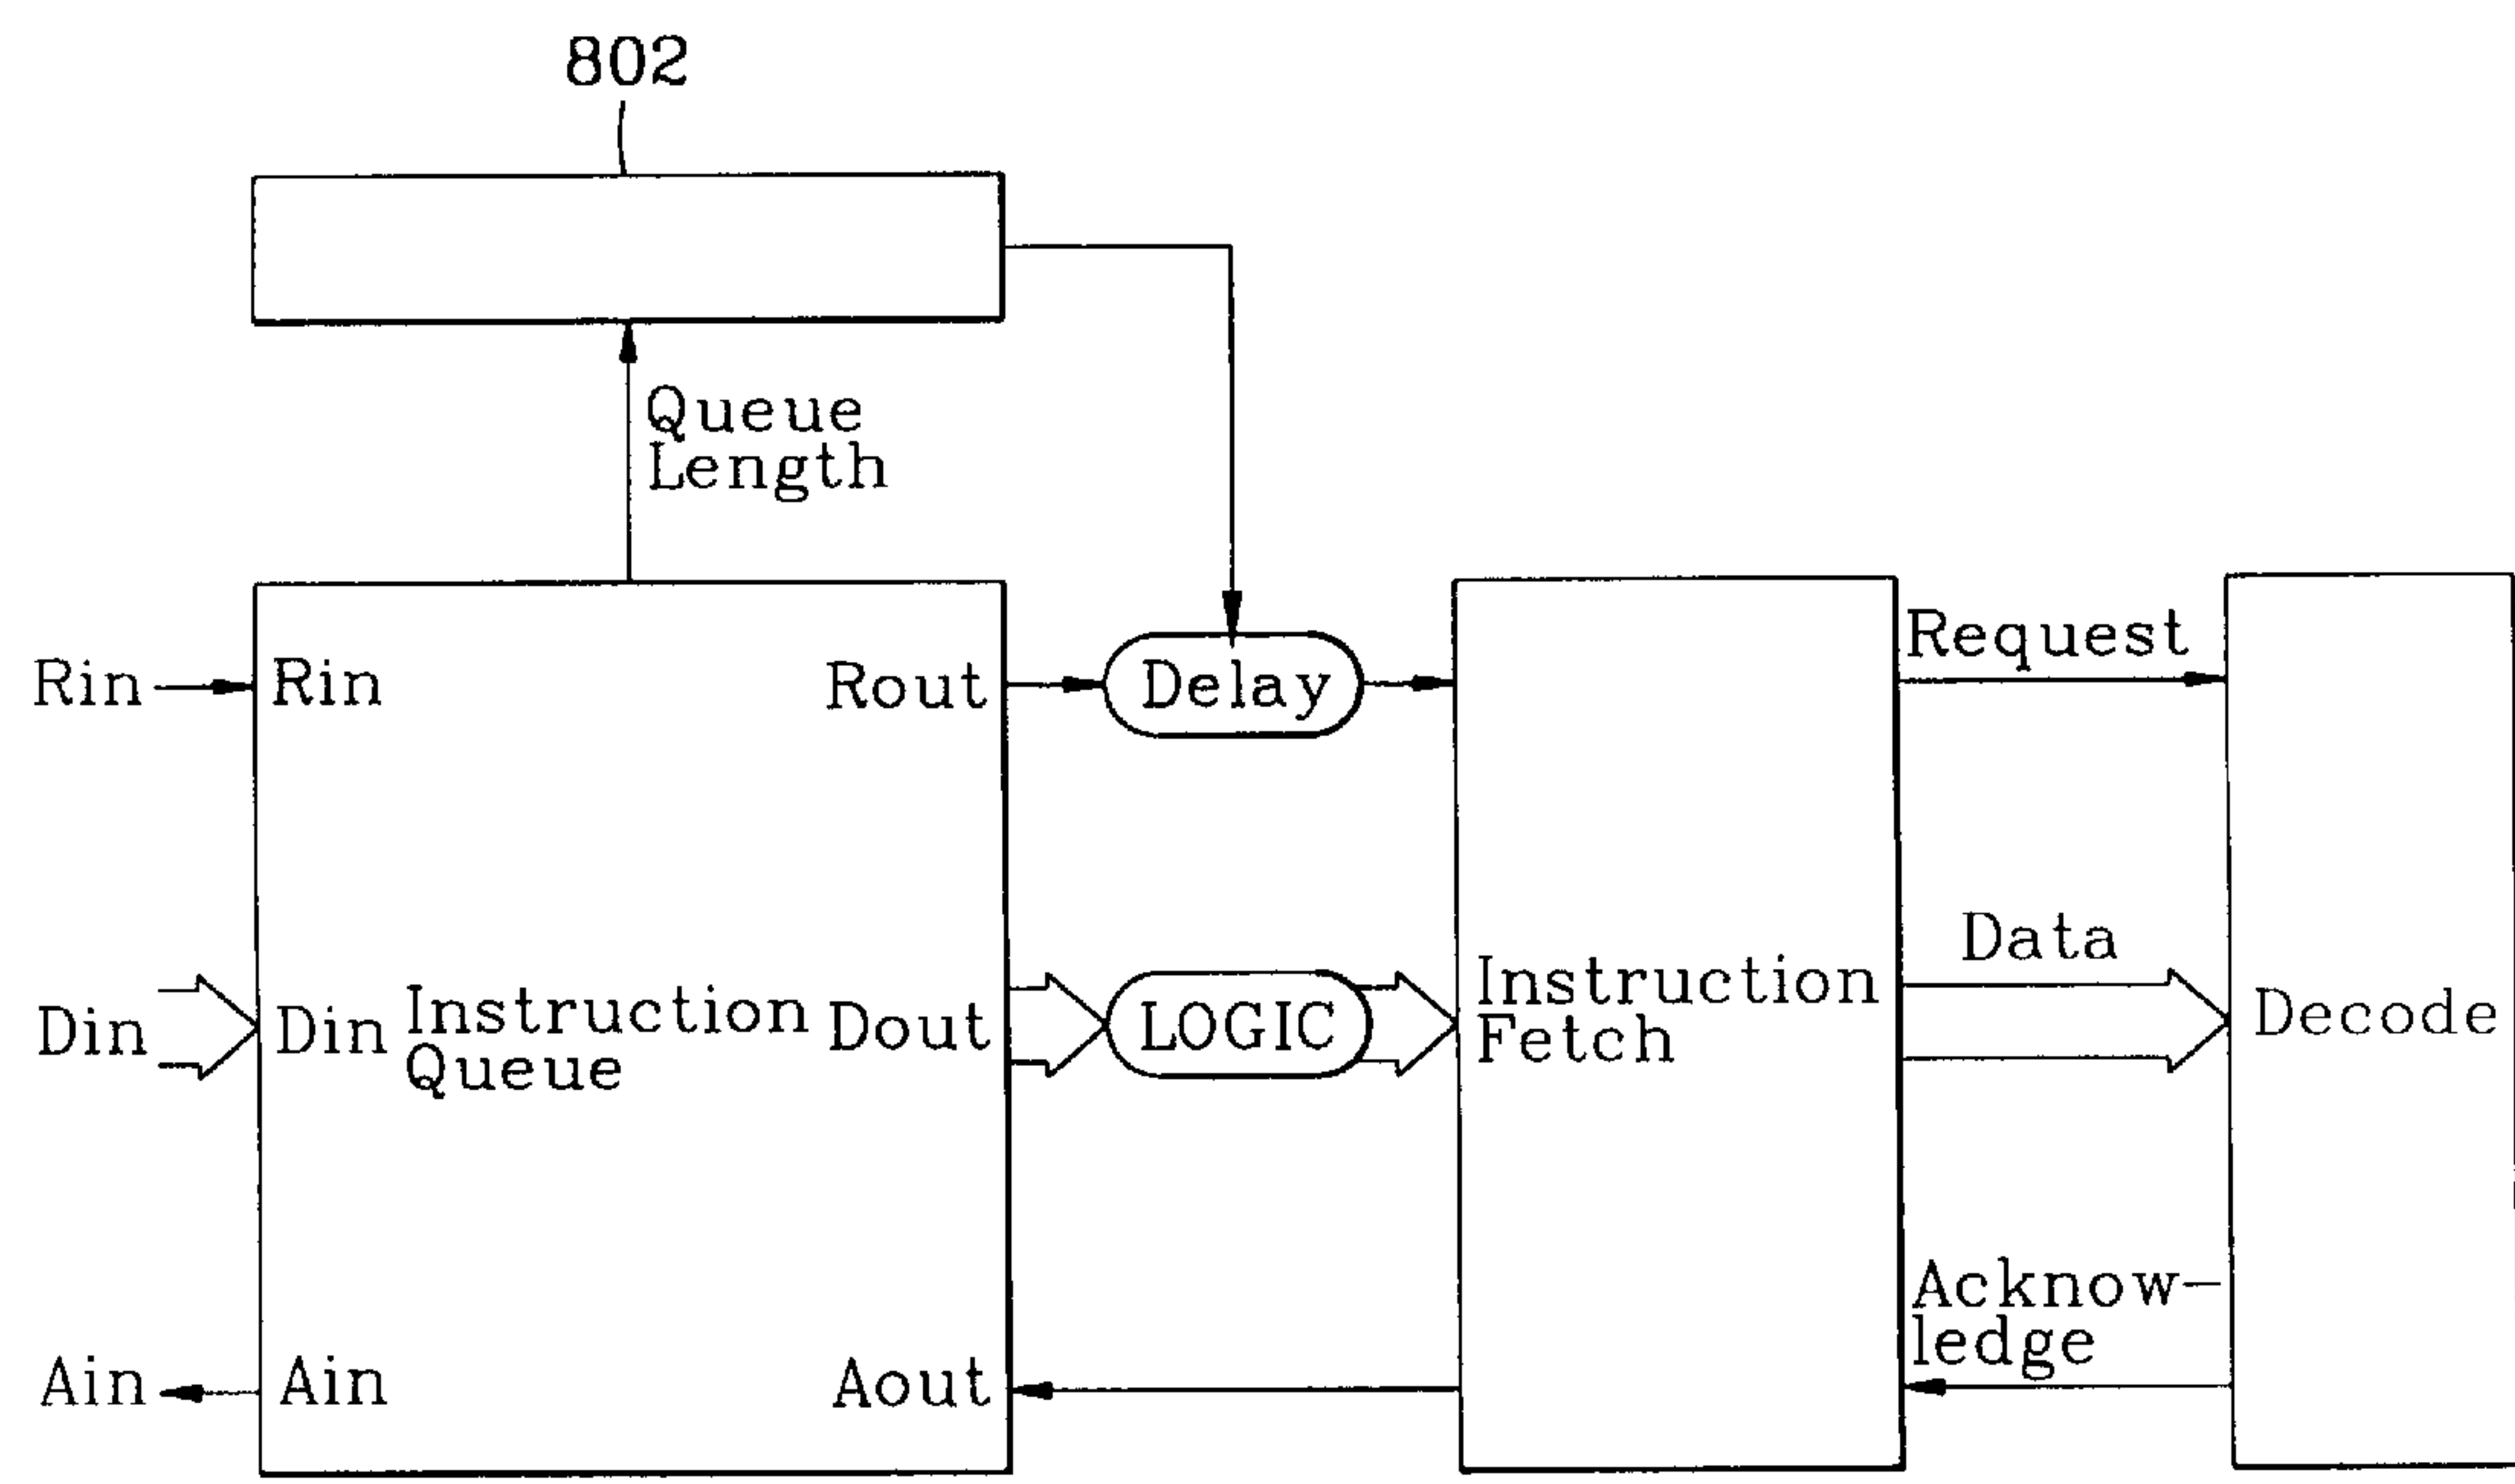 802
Queue
Length
Rin
Rin
Rout
Delay
Request
Din
Din
Instruction
Queue
Dout
LOGIC
Instruction
Fetch
Data
Decode
Ain
Ain
Aout
Acknow-
ledge